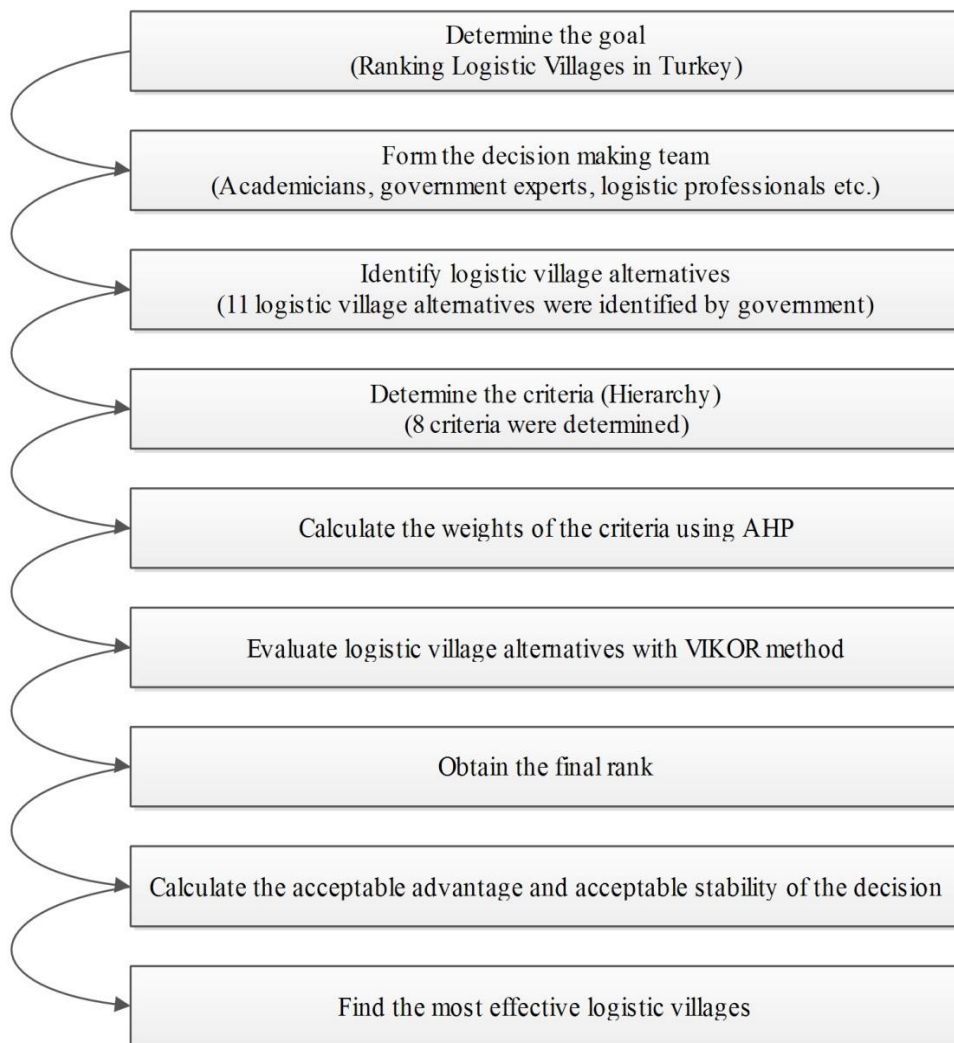 Determine the goal
(Ranking Logistic Villages in Turkey)
Form the decision making team
(Academicians, government experts, logistic professionals etc.)
Identify logistic village alternatives
(11 logistic village alternatives were identified by government)
Determine the criteria (Hierarchy)
(8 criteria were determined)
Calculate the weights of the criteria using AHP
Evaluate logistic village alternatives with VIKOR method
Obtain the final rank
Calculate the acceptable advantage and acceptable stability of the decision
Find the most effective logistic villages